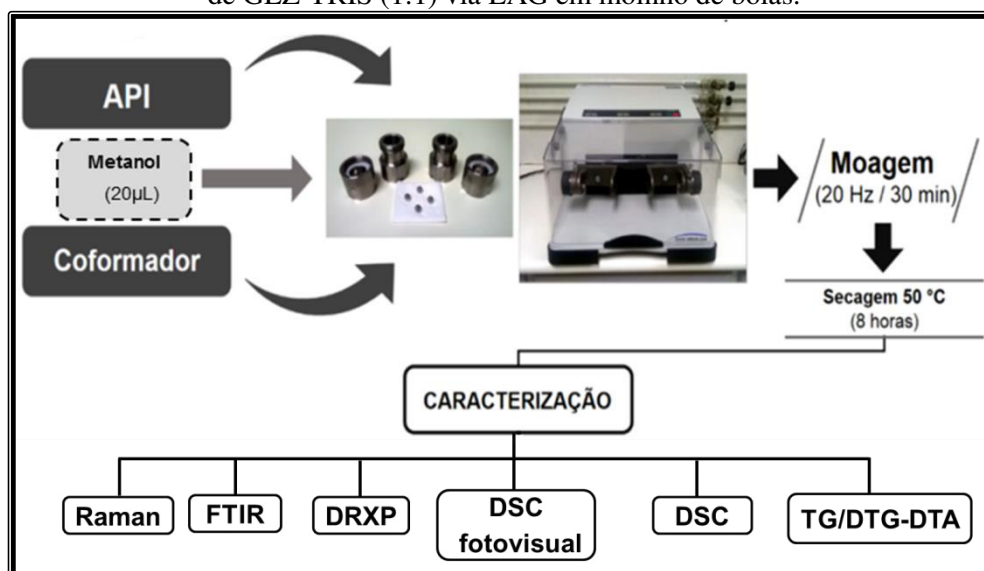 de GLZ-TRIS (1:1) via LAG em moinho de bolas.
API
Metanol
(20µL)
Coformador
Moagem
(20 Hz / 30 min)
Secagem 50 °C
(8 horas)
CARACTERIZAÇÃO
Raman
FTIR
DRXP
DSC
fotovisual
DSC
TG/DTG-DTA